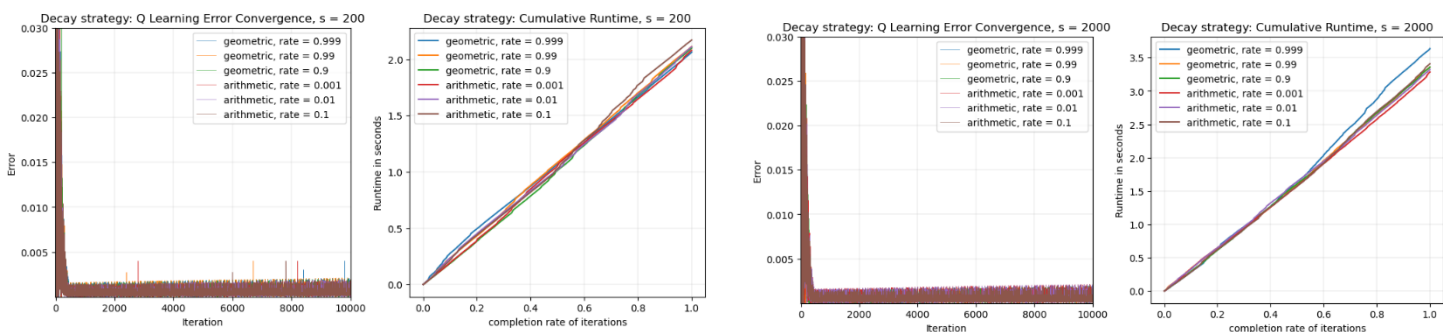 Decay strategy: Q Learning Error Convergence, s = 200
0.030
0.025
0.020
0.015
0.010
0.005
Error
geometric, rate = 0.999
geometric, rate = 0.99
geometric, rate = 0.9
arithmetic, rate = 0.001
arithmetic, rate = 0.01
arithmetic, rate = 0.1
0 2000 4000 6000 8000 10000
Iteration
Decay strategy: Cumulative Runtime, s = 200
2.0
1.5
1.0
0.5
0.0
Runtime in seconds
geometric, rate = 0.999
geometric, rate = 0.99
geometric, rate = 0.9
arithmetic, rate = 0.001
arithmetic, rate = 0.01
arithmetic, rate = 0.1
0.0 0.2 0.4 0.6 0.8 1.0
completion rate of iterations
Decay strategy: Q Learning Error Convergence, s = 2000
0.030
0.025
0.020
0.015
0.010
0.005
Error
geometric, rate = 0.999
geometric, rate = 0.99
geometric, rate = 0.9
arithmetic, rate = 0.001
arithmetic, rate = 0.01
arithmetic, rate = 0.1
0 2000 4000 6000 8000 10000
Iteration
Decay strategy: Cumulative Runtime, s = 2000
3.5
3.0
2.5
2.0
1.5
1.0
0.5
0.0
Runtime in seconds
geometric, rate = 0.999
geometric, rate = 0.99
geometric, rate = 0.9
arithmetic, rate = 0.001
arithmetic, rate = 0.01
arithmetic, rate = 0.1
0.0 0.2 0.4 0.6 0.8 1.0
completion rate of iterations